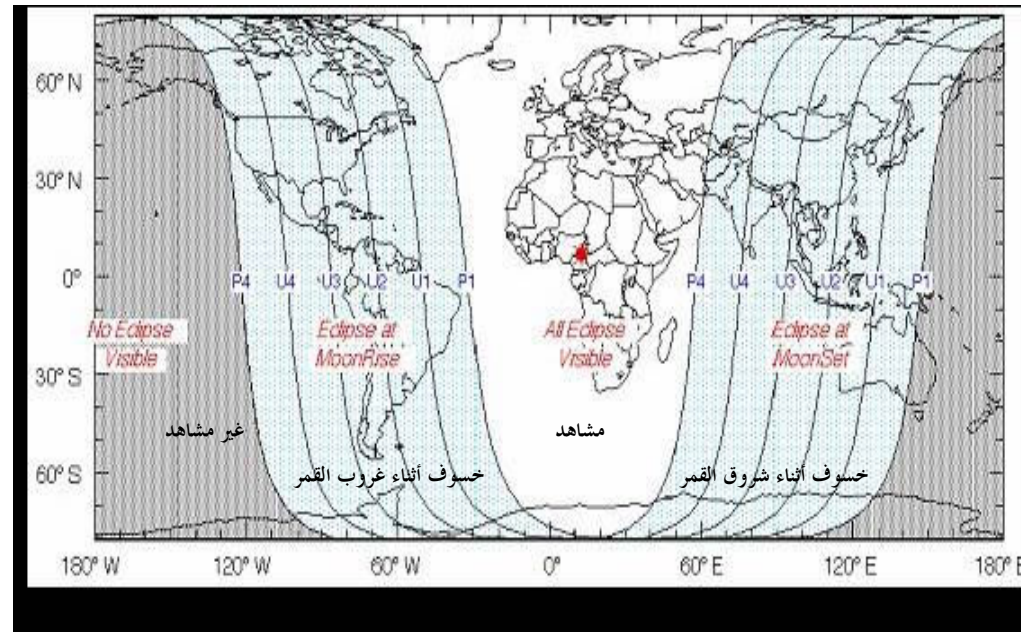 60° N
30° N
0°
30° S
60° S
P4 U4 U3 U2 U1 P1 P4 U4 U3 U2 U1 P1
No Eclipse
Visible
Eclipse at
MoonRise
All Eclipse
Visible
Eclipse at
MoonSet
غير مشاهد
مشاهد
خسوف أثناء غروب القمر
خسوف أثناء شروق القمر
180° W 120° W 60° W 0° 60° E 120° E 180° E